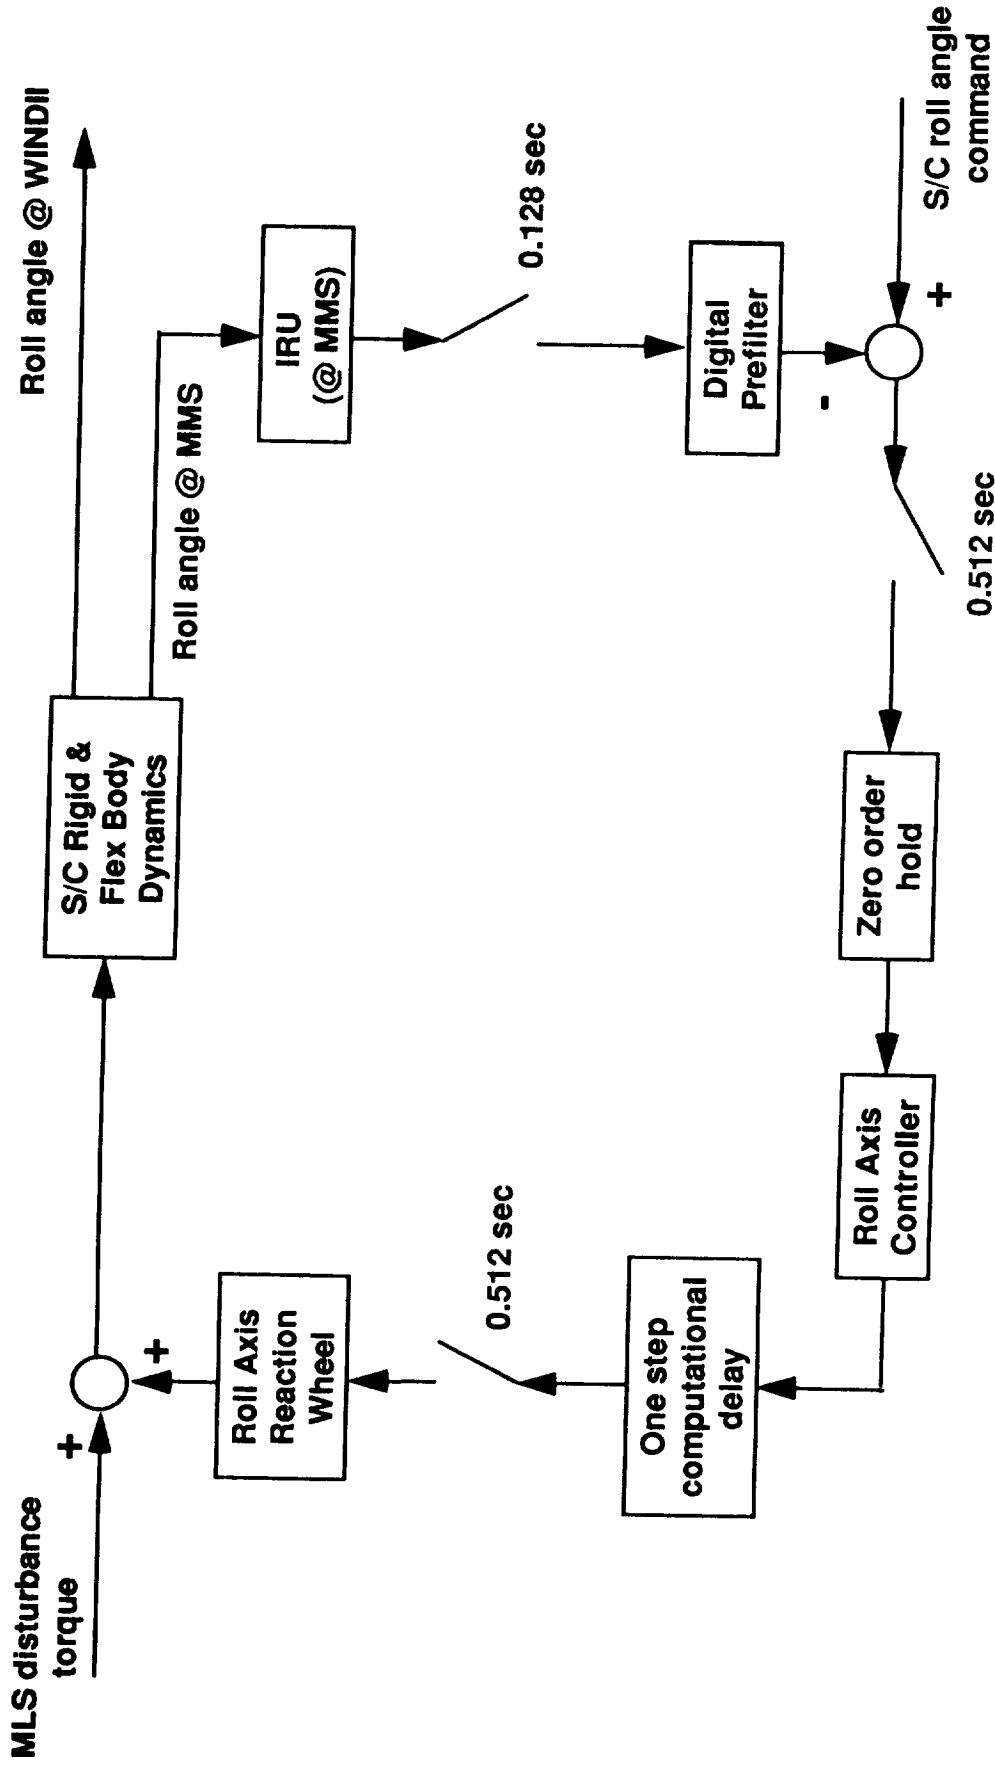 MLS disturbance
torque
+
+
S/C Rigid &
Flex Body
Dynamics
Roll angle @ WINDII
Roll angle @ MMS
Roll Axis
Reaction
Wheel
IRU
(@ MMS)
0.512 sec
0.128 sec
One step
computational
delay
Digital
Prefilter
-
+
Roll Axis
Controller
Zero order
hold
0.512 sec
S/C roll angle
command